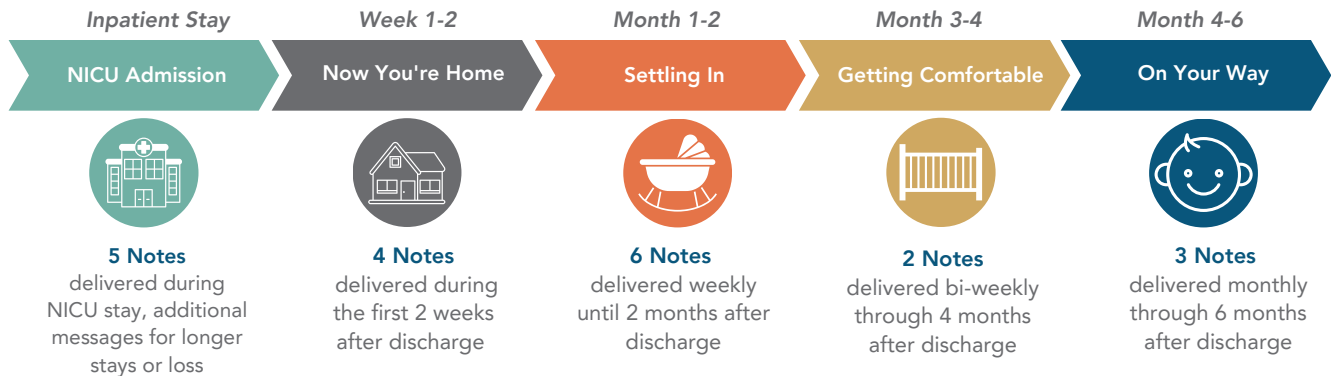 Inpatient Stay
Week 1-2
Month 1-2
Month 3-4
Month 4-6
NICU Admission
Now You're Home
Settling In
Getting Comfortable
On Your Way
5 Notes
delivered during
NICU stay, additional
messages for longer
stays or loss
4 Notes
delivered during
the first 2 weeks
after discharge
6 Notes
delivered weekly
until 2 months after
discharge
2 Notes
delivered bi-weekly
through 4 months
after discharge
3 Notes
delivered monthly
through 6 months
after discharge